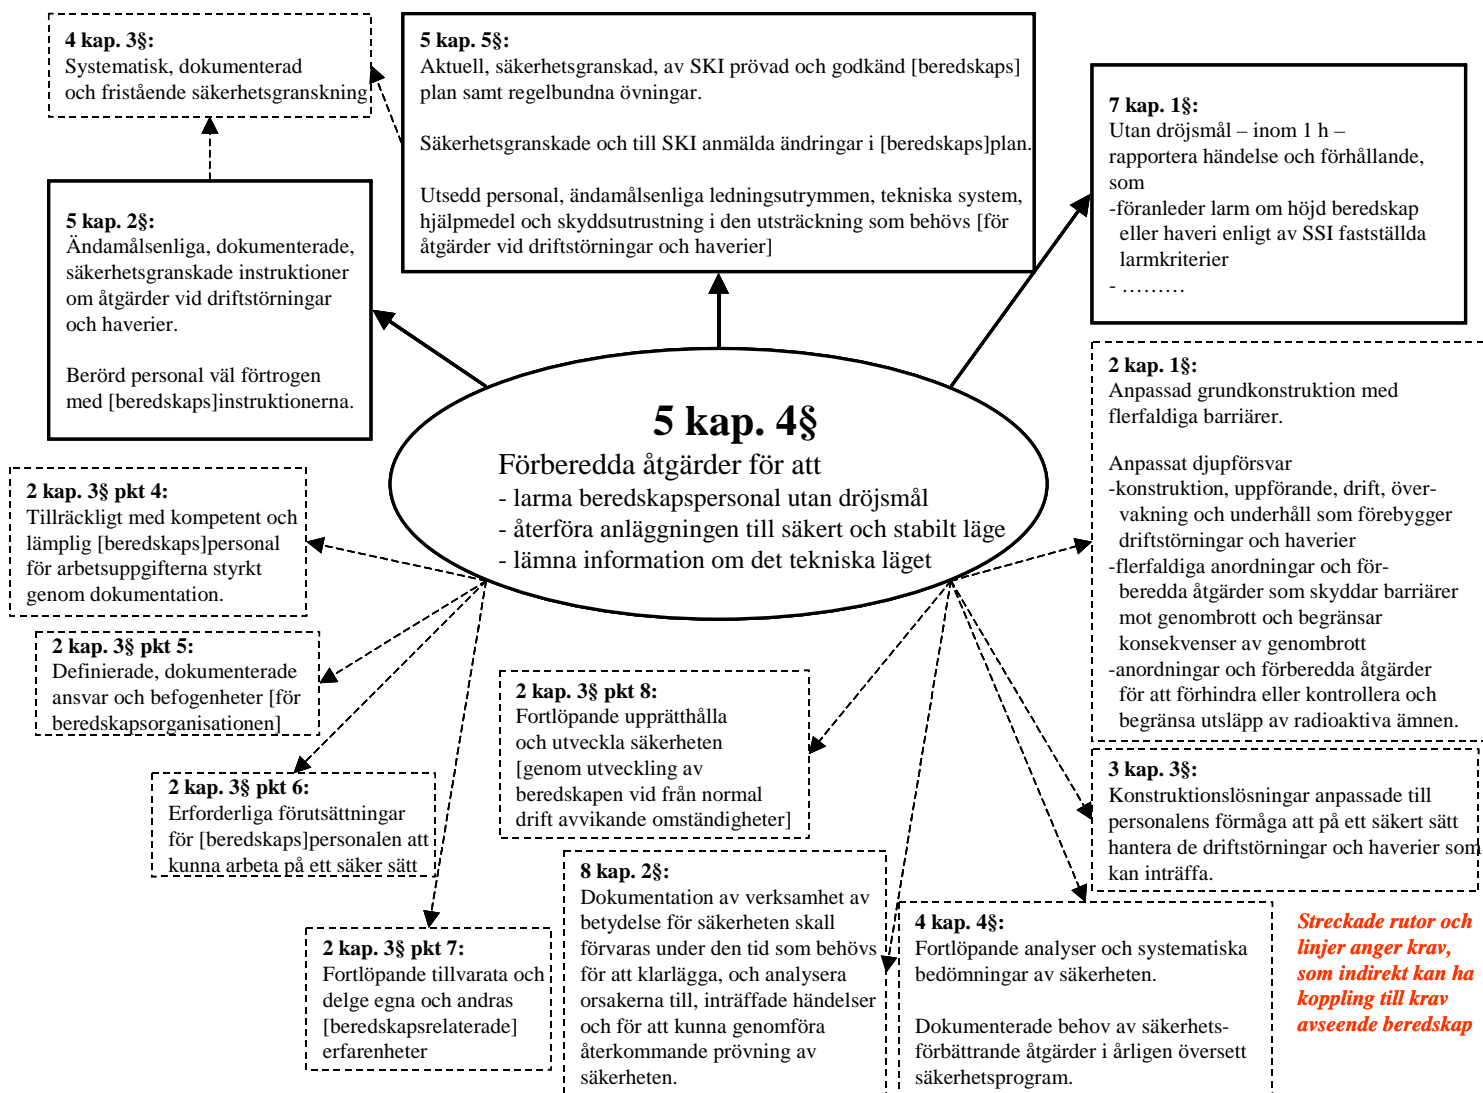 4 kap. 3§:
Systematisk, dokumenterad
och fristående säkerhetsgranskning
5 kap. 5§:
Aktuell, säkerhetsgranskad, av SKI prövad och godkänd [beredskaps]
plan samt regelbundna övningar.
Säkerhetsgranskade och till SKI anmälda ändringar i [beredskaps]plan.
Utsedd personal, ändamålsenliga ledningsutrymmen, tekniska system,
hjälpmedel och skyddsutrustning i den utsträckning som behövs [för
åtgärder vid driftstörningar och haverier]
7 kap. 1§:
Utan dröjsmål – inom 1 h –
rapportera händelse och förhållande,
som
-föranleder larm om höjd beredskap
eller haveri enligt av SSI fastställda
larmkriterier
- ………
5 kap. 2§:
Ändamålsenliga, dokumenterade,
säkerhetsgranskade instruktioner
om åtgärder vid driftstörningar
och haverier.
Berörd personal väl förtrogen
med [beredskaps]instruktionerna.
5 kap. 4§
Förberedda åtgärder för att
- larma beredskapspersonal utan dröjsmål
- återföra anläggningen till säkert och stabilt läge
- lämna information om det tekniska läget
2 kap. 1§:
Anpassad grundkonstruktion med
flerfaldiga barriärer.
Anpassat djupförsvar
-konstruktion, uppförande, drift, över-
vakning och underhåll som förebygger
driftstörningar och haverier
-flerfaldiga anordningar och för-
beredda åtgärder som skyddar barriärer
mot genombrott och begränsar
konsekvenser av genombrott
-anordningar och förberedda åtgärder
för att förhindra eller kontrollera och
begränsa utsläpp av radioaktiva ämnen.
2 kap. 3§ pkt 4:
Tillräckligt med kompetent och
lämplig [beredskaps]personal
för arbetsuppgifterna styrkt
genom dokumentation.
2 kap. 3§ pkt 5:
Definierade, dokumenterade
ansvar och befogenheter [för
beredskapsorganisationen]
2 kap. 3§ pkt 6:
Erforderliga förutsättningar
för [beredskaps]personalen att
kunna arbeta på ett säker sätt
2 kap. 3§ pkt 7:
Fortlöpande tillvarata och
delge egna och andras
[beredskapsrelaterade]
erfarenheter
2 kap. 3§ pkt 8:
Fortlöpande upprätthålla
och utveckla säkerheten
[genom utveckling av
beredskapen vid från normal
drift avvikande omständigheter]
8 kap. 2§:
Dokumentation av verksamhet av
betydelse för säkerheten skall
förvaras under den tid som behövs
för att klarlägga, och analysera
orsakerna till, inträffade händelser
och för att kunna genomföra
återkommande prövning av
säkerheten.
4 kap. 4§:
Fortlöpande analyser och systematiska
bedömningar av säkerheten.
Dokumenterade behov av säkerhets-
förbättrande åtgärder i årligen översett
säkerhetsprogram.
3 kap. 3§:
Konstruktionslösningar anpassade till
personalens förmåga att på ett säkert sätt
hantera de driftstörningar och haverier som
kan inträffa.
Streckade rutor och
linjer anger krav,
som indirekt kan ha
koppling till krav
avseende beredskap